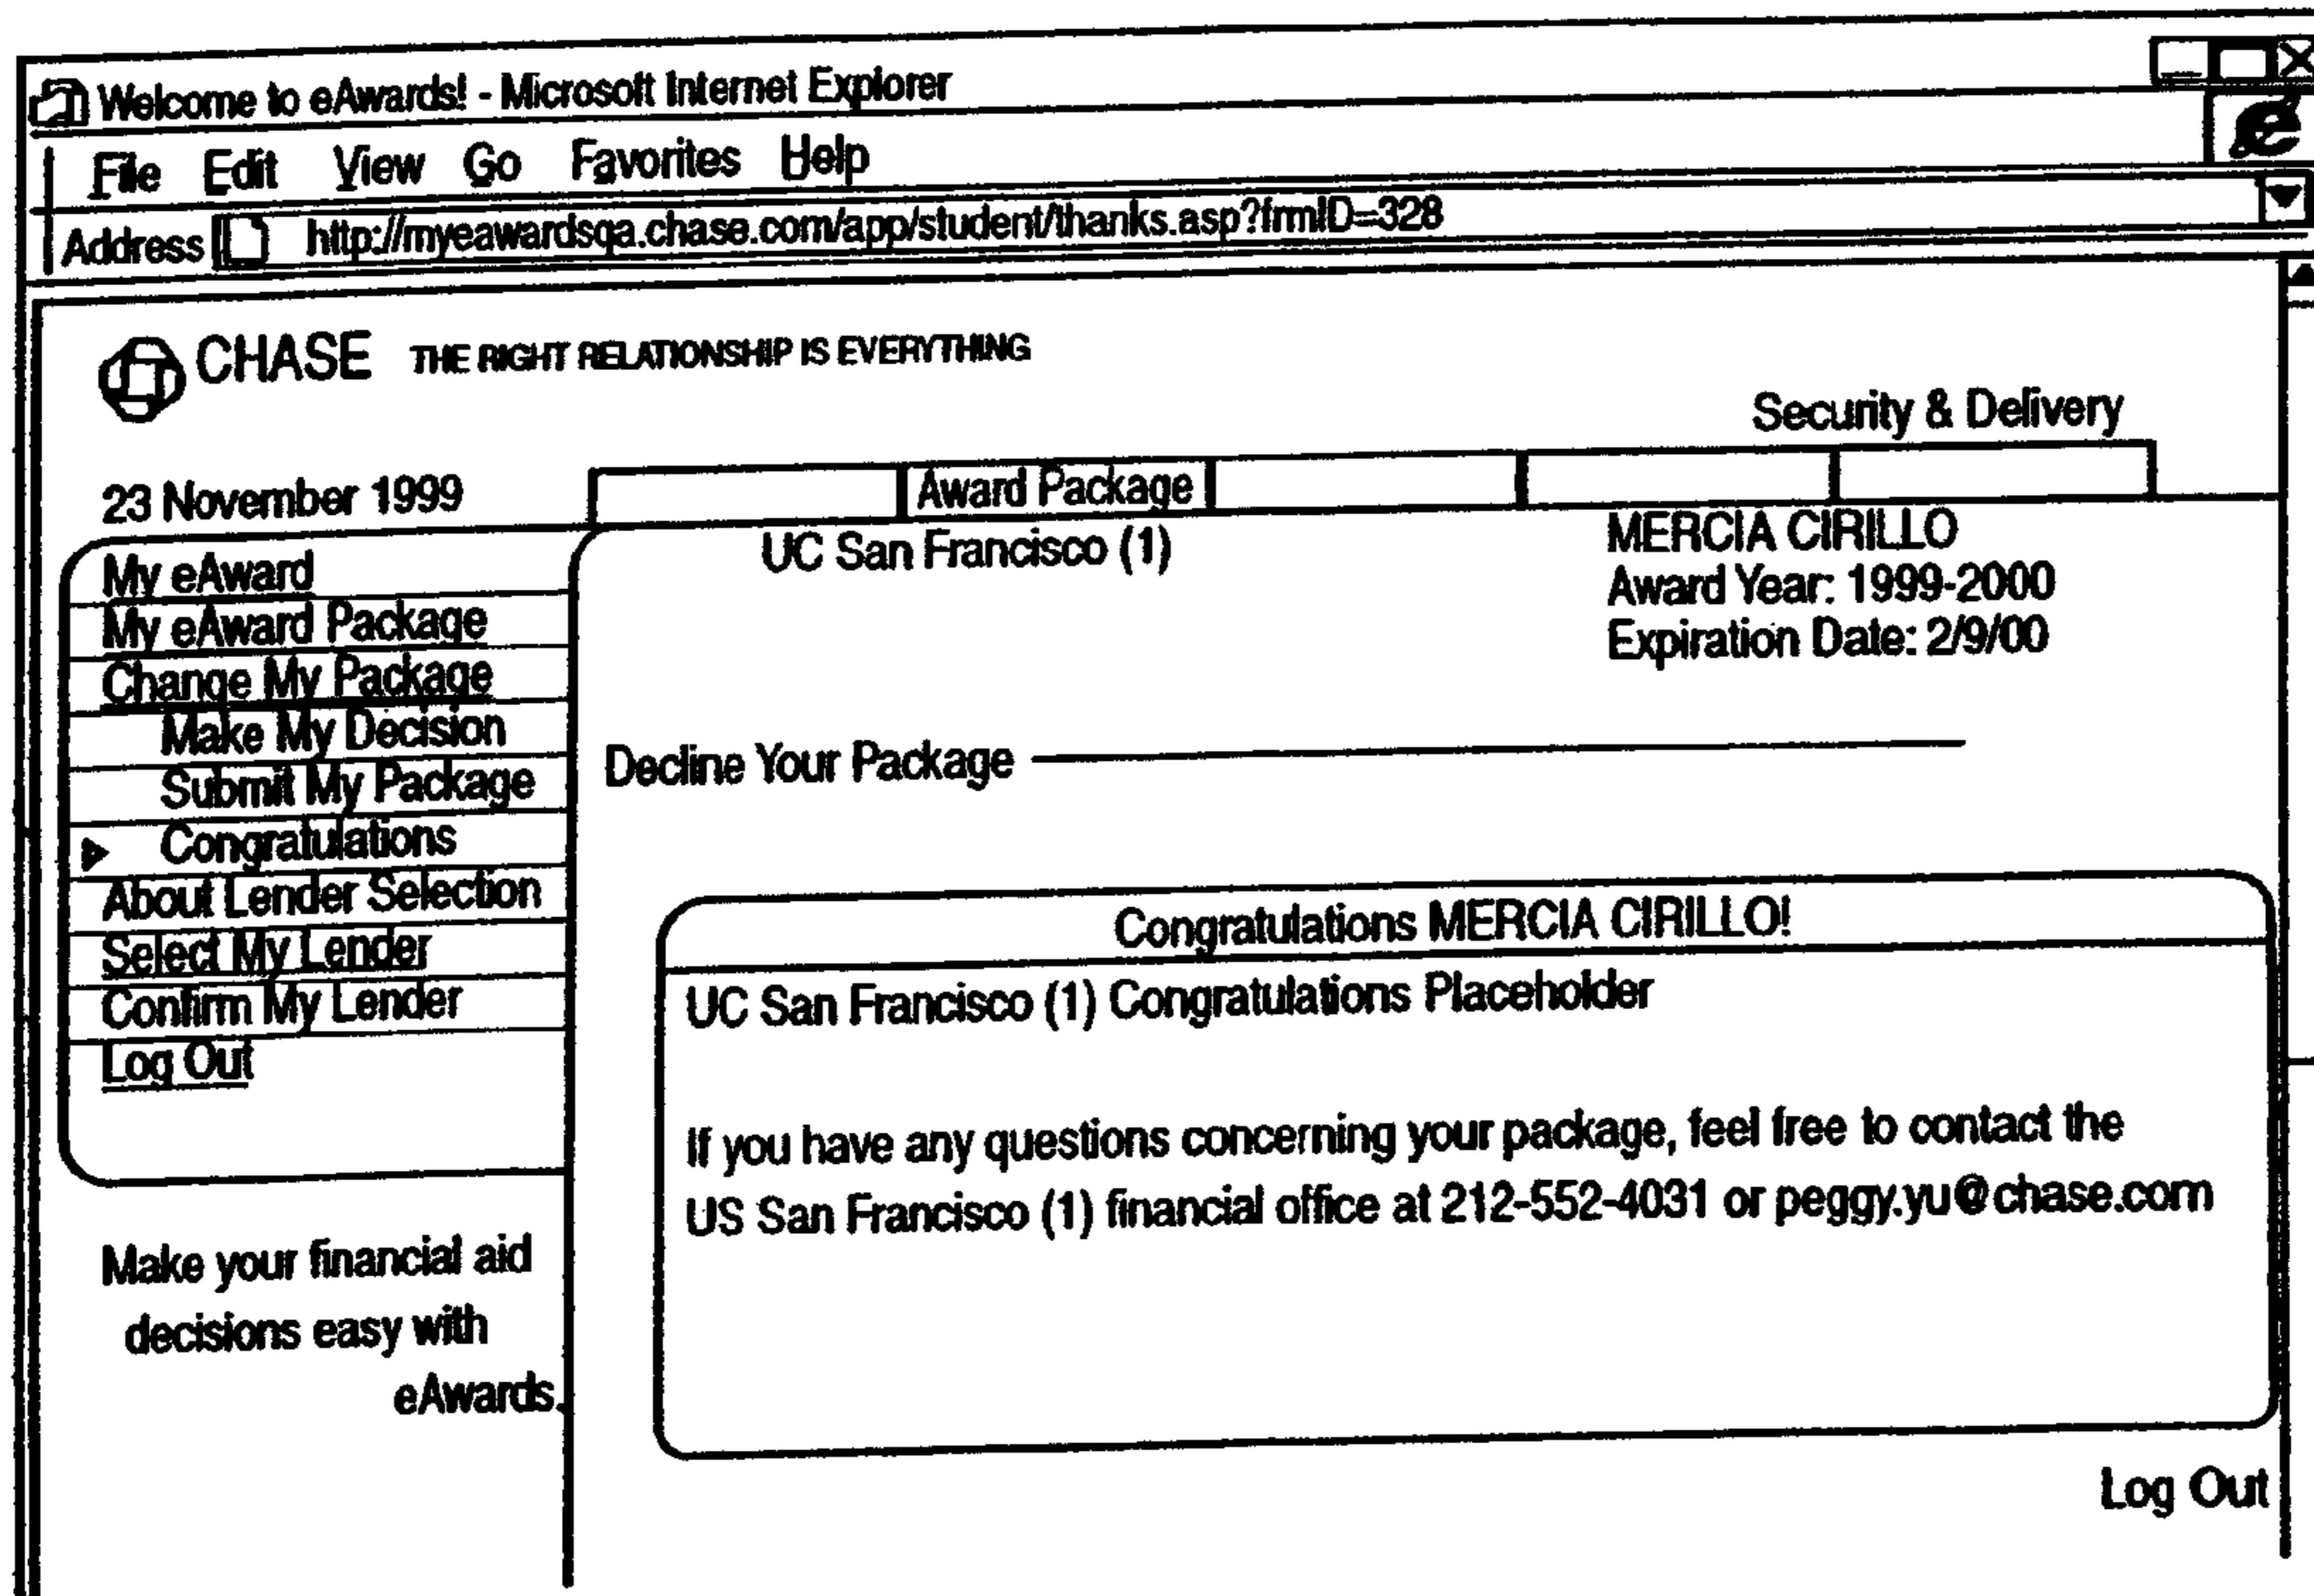 Welcome to eAwards! - Microsoft Internet Explorer
File Edit View Go Favorites Help
Address http://myeawardsqa.chase.com/app/student/thanks.asp?frmID=328
CHASE THE RIGHT RELATIONSHIP IS EVERYTHING
Security & Delivery
23 November 1999
Award Package
UC San Francisco (1)
MERCIA CIRILLO
Award Year: 1999-2000
Expiration Date: 2/9/00
My eAward
My eAward Package
Change My Package
Make My Decision
Submit My Package
Congratulations
About Lender Selection
Select My Lender
Confirm My Lender
Log Out
Make your financial aid
decisions easy with
eAwards.
Decline Your Package
Congratulations MERCIA CIRILLO!
UC San Francisco (1) Congratulations Placeholder
If you have any questions concerning your package, feel free to contact the
US San Francisco (1) financial office at 212-552-4031 or peggy.yu@chase.com
Log Out